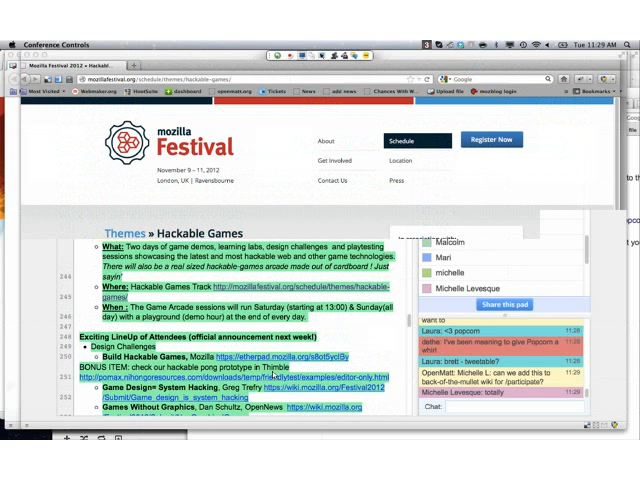 Conference Controls
Tue 11:29 AM
Mozilla Festival 2012 » Hackabl...
mozillafestival.org/schedule/themes/hackable-games/
Google
Most Visited
Webmaker.org
HootSuite
dashboard
openmatt.org
Tickets
News
add news
Chances With W...
Upload file
mozblog login
Bookmarks
mozilla
Festival
November 9 – 11, 2012
London, UK | Ravensbourne
About
Schedule
Register Now
Get Involved
Location
Contact Us
Press
Themes » Hackable Games
What: Two days of game demos, learning labs, design challenges and playtesting
sessions showcasing the latest and most hackable web and other game technologies.
There will also be a real sized hackable-games arcade made out of cardboard ! Just
sayin'
244
Where: Hackable Games Track http://mozillafestival.org/schedule/themes/hackable-
games/
245
When : The Game Arcade sessions will run Saturday (starting at 13:00) & Sunday(all
day) with a playground (demo hour) at the end of every day.
246
247
248 Exciting LineUp of Attendees (official announcement next week)
249 Design Challenges
250 Build Hackable Games, Mozilla https://etherpad.mozilla.org/s8ot5yclGy
BONUS ITEM: check our hackable pong prototype in Thimble
http://pomax.nihongoresources.com/downloads/temp/friendlytest/examples/editor-only.html
251
Game Design= System Hacking, Greg Trefry https://wiki.mozilla.org/Festival2012
/Submit/Game_design_is_system_hacking
252
Games Without Graphics, Dan Schultz, OpenNews https://wiki.mozilla.org
Malcolm
Mari
michelle
Michelle Levesque
Share this pad
want to
Laura: <3 popcorn 11:28
dethe: I've been meaning to give Popcorn a
whirl 11:28
Laura: brett - tweetable? 11:28
OpenMatt: Michelle L: can we add this to
back-of-the-mullet wiki for /participate? 11:29
Michelle Levesque: totally 11:29
Chat: